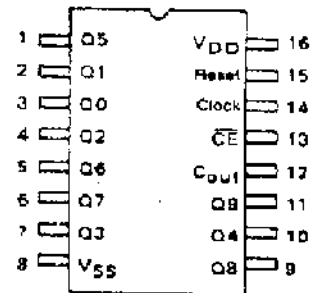 1 Q5 VDD 16
2 Q1 Reset 15
3 Q0 Clock 14
4 Q2 CE 13
5 Q6 Cout 12
6 Q7 Q9 11
7 Q3 Q4 10
8 VSS Q8 9